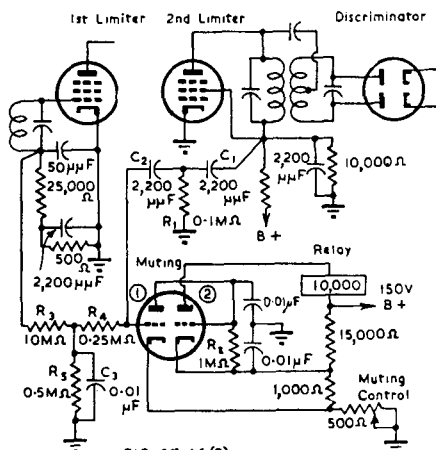 1st Limiter
2nd Limiter
Discriminator
50μμF
25,000
Ω
500
Ω
2,200μμF
C2
2,200
μμF
C1
2,200
μμF
R1
0·1MΩ
2,200
μμF
10,000Ω
B+
Muting
Relay
①
②
10,000
150V
B+
R3
10MΩ
R4
0·25MΩ
R2
1MΩ
0·01μF
0·01μF
15,000Ω
1,000Ω
R5
0·5MΩ
C3
0·01
μF
Muting
Control
500Ω